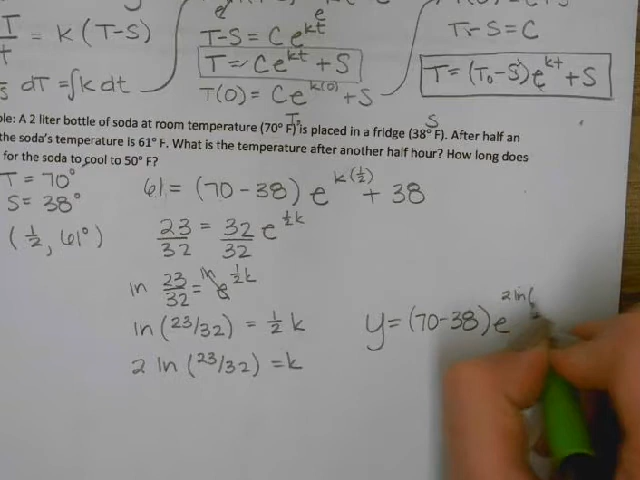 T/t = k (T-S)
dT = ∫k dt
T-S = Ce^kt
T = Ce^kt + S
T(0) = Ce^k(0) + S
T₀-S = C
T = (T₀-S)e^kt + S
ple: A 2 liter bottle of soda at room temperature (70° F) is placed in a fridge (38° F). After half an
the soda's temperature is 61° F. What is the temperature after another half hour? How long does
for the soda to cool to 50° F?
T = 70°
S = 38°
(½, 61°)
61 = (70-38) e^k(½) + 38
23/32 = 32/32 e^½k
ln 23/32 = ln e^½k
ln (23/32) = ½ k
2 ln (23/32) = k
y = (70-38) e^2 ln(